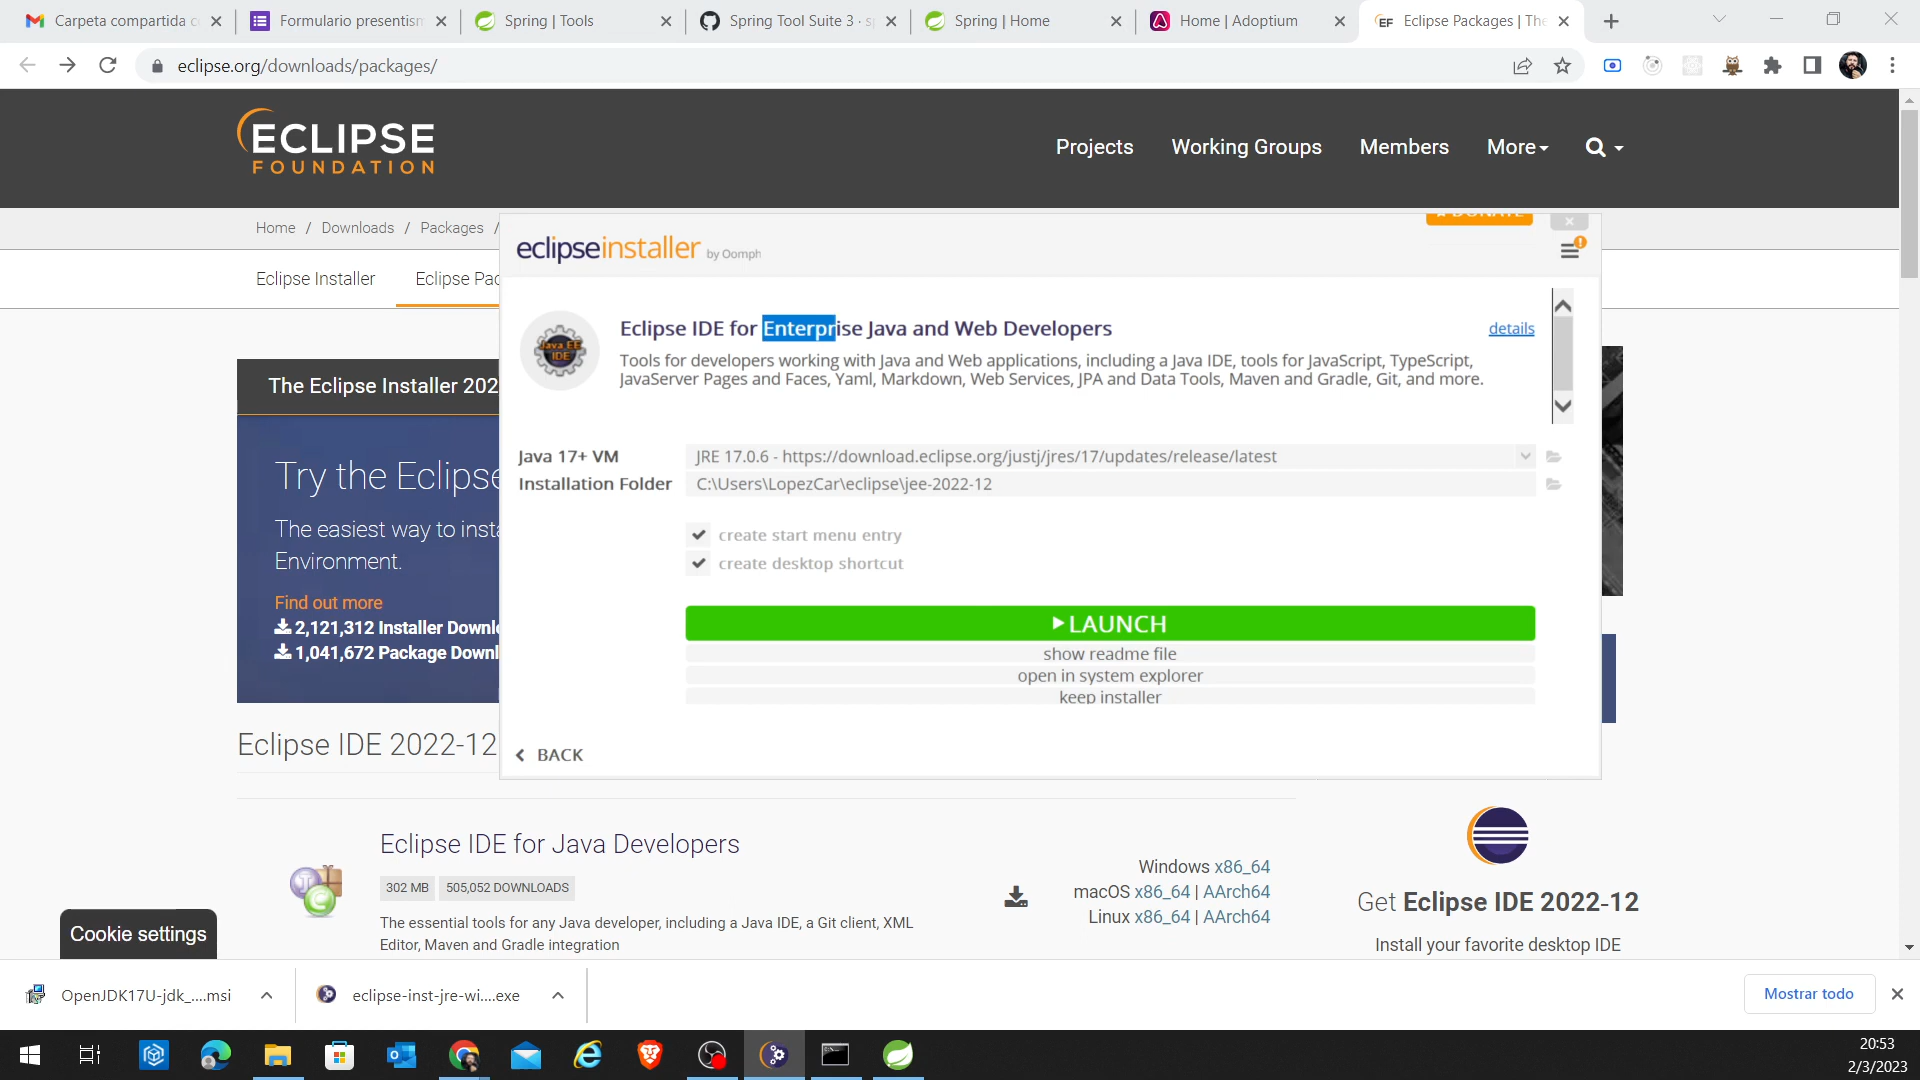 Carpeta compartida c
Formulario presentism
Spring | Tools
Spring Tool Suite 3 · s
Spring | Home
Home | Adoptium
EF Eclipse Packages | The
eclipse.org/downloads/packages/
ECLIPSE
FOUNDATION
Projects
Working Groups
Members
More
Home / Downloads / Packages /
Eclipse Installer
Eclipse Pac
DONATE
eclipseinstaller by Oomph
Java EE
IDE
Eclipse IDE for Enterprise Java and Web Developers
details
Tools for developers working with Java and Web applications, including a Java IDE, tools for JavaScript, TypeScript,
JavaServer Pages and Faces, Yaml, Markdown, Web Services, JPA and Data Tools, Maven and Gradle, Git, and more.
Java 17+ VM
JRE 17.0.6 - https://download.eclipse.org/justj/jres/17/updates/release/latest
Installation Folder
C:\Users\LopezCar\eclipse\jee-2022-12
create start menu entry
create desktop shortcut
LAUNCH
show readme file
open in system explorer
keep installer
BACK
The Eclipse Installer 202
Try the Eclipse
The easiest way to insta
Environment.
Find out more
2,121,312 Installer Downl
1,041,672 Package Downl
Eclipse IDE 2022-12
Eclipse IDE for Java Developers
302 MB
505,052 DOWNLOADS
The essential tools for any Java developer, including a Java IDE, a Git client, XML
Editor, Maven and Gradle integration
Windows x86_64
macOS x86_64 | AArch64
Linux x86_64 | AArch64
Get Eclipse IDE 2022-12
Install your favorite desktop IDE
Cookie settings
OpenJDK17U-jdk_....msi
eclipse-inst-jre-wi....exe
Mostrar todo
20:53
2/3/2023